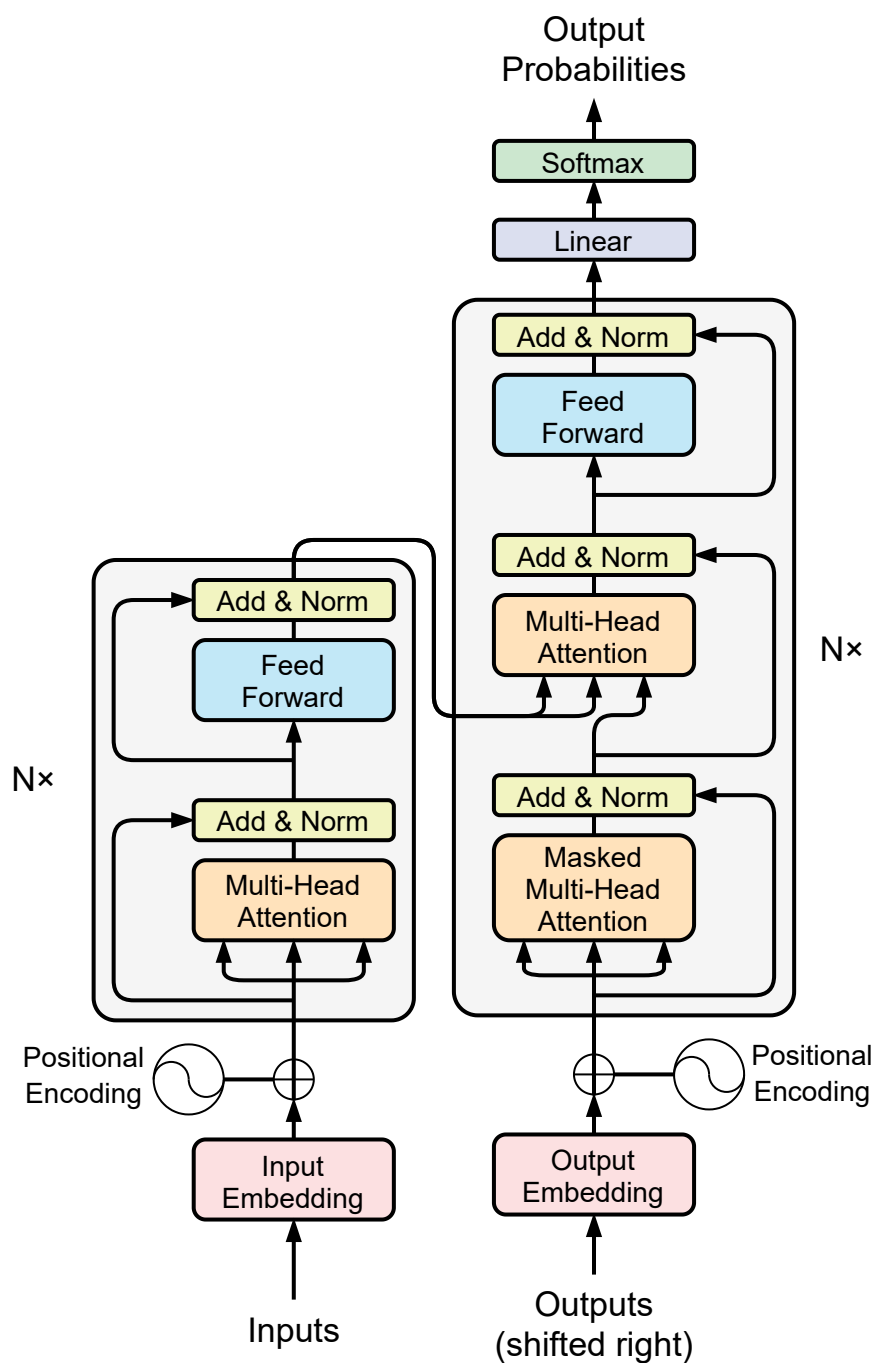 Output
Probabilities
Softmax
Linear
Add & Norm
Feed
Forward
Add & Norm
Multi-Head
Attention
N×
Add & Norm
Masked
Multi-Head
Attention
Add & Norm
Feed
Forward
N×
Add & Norm
Multi-Head
Attention
Positional
Encoding
Positional
Encoding
Input
Embedding
Output
Embedding
Inputs
Outputs
(shifted right)